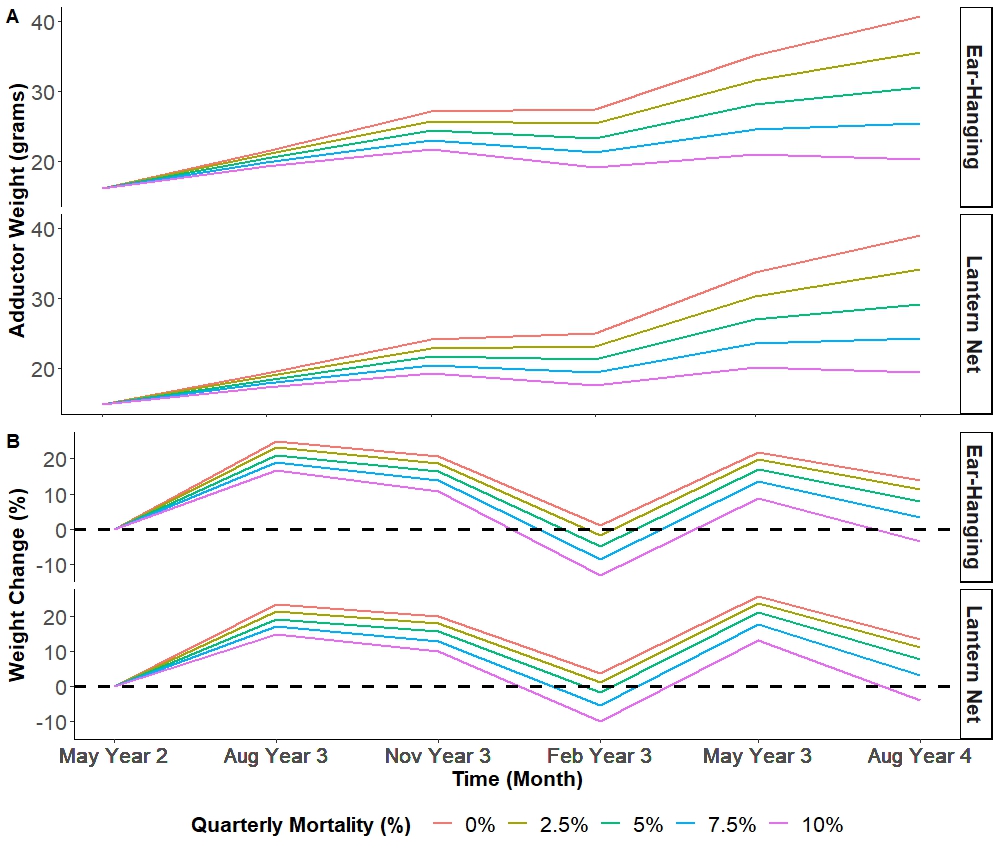 A
Adductor Weight (grams)
40
30
20
Ear-Hanging
40
30
20
Lantern Net
B
Weight Change (%)
20
10
0
-10
Ear-Hanging
20
10
0
-10
Lantern Net
May Year 2 Aug Year 3 Nov Year 3 Feb Year 3 May Year 3 Aug Year 4
Time (Month)
Quarterly Mortality (%) 0% 2.5% 5% 7.5% 10%